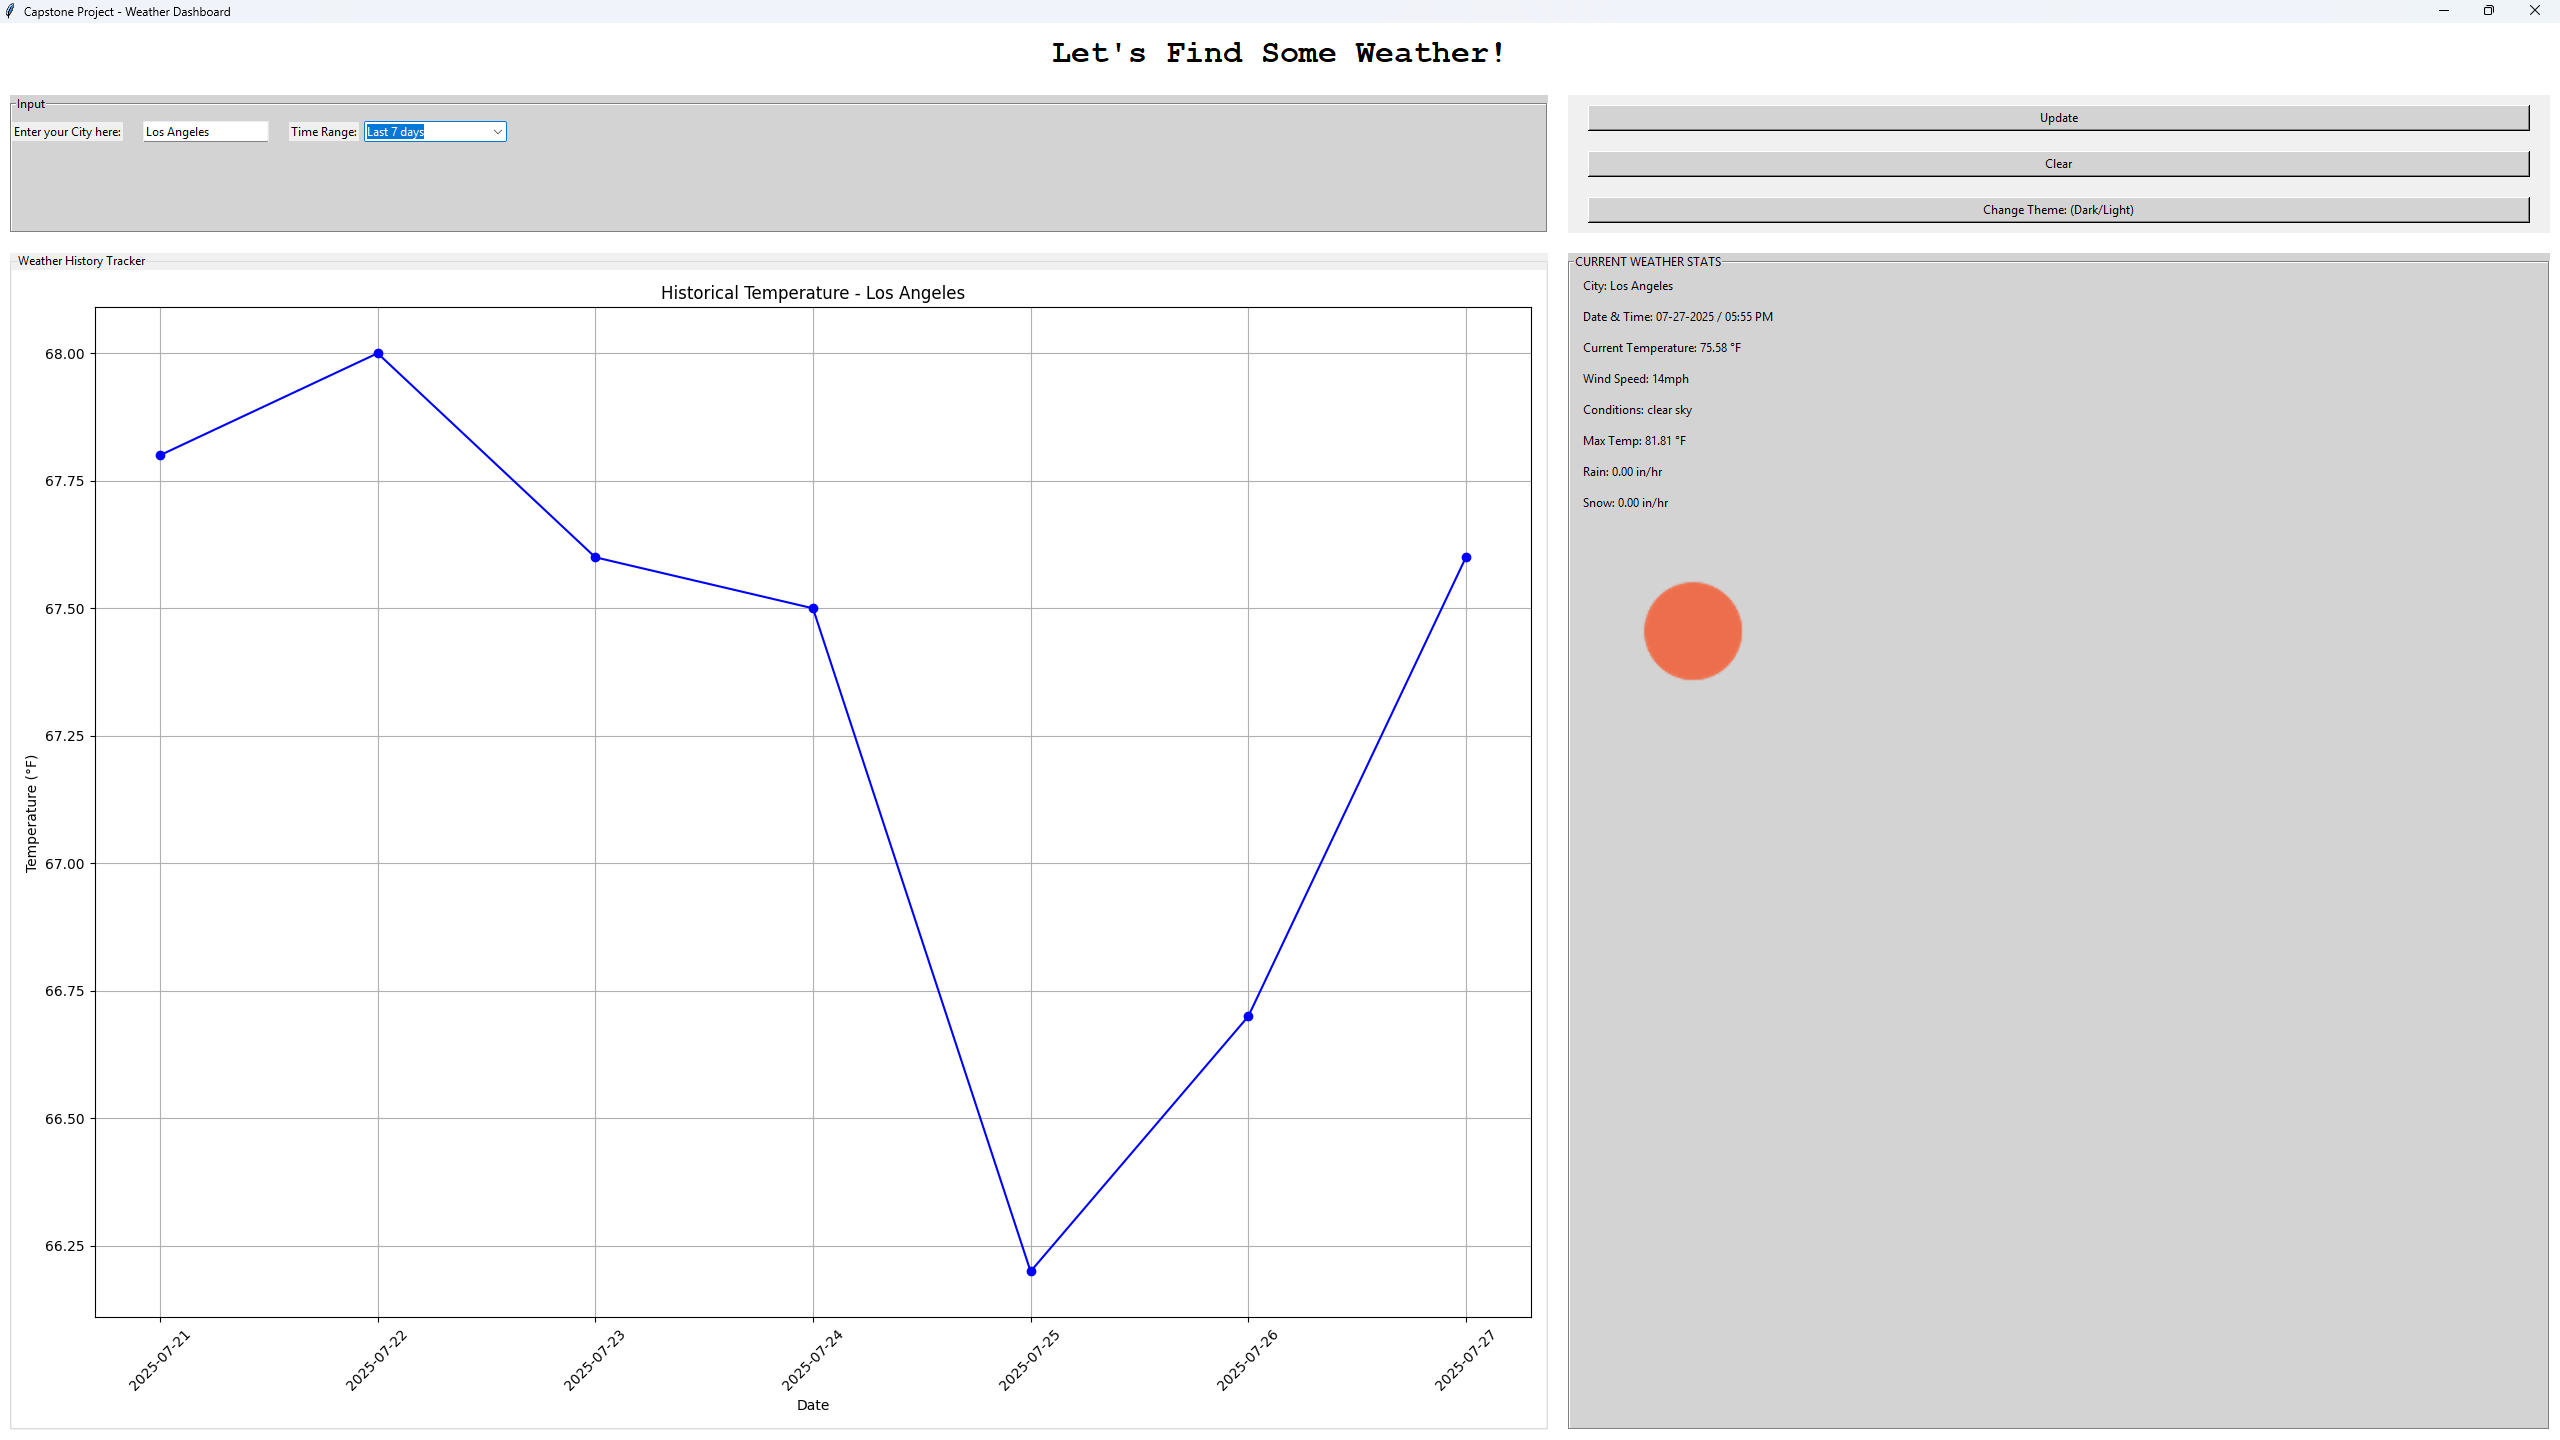 Capstone Project - Weather Dashboard
Let's Find Some Weather!
Input
Enter your City here: Los Angeles Time Range: Last 7 days
Update
Clear
Change Theme: (Dark/Light)
Weather History Tracker
Historical Temperature - Los Angeles
68.00
67.75
67.50
67.25
67.00
66.75
66.50
66.25
Temperature (°F)
2025-07-21 2025-07-22 2025-07-23 2025-07-24 2025-07-25 2025-07-26 2025-07-27
Date
CURRENT WEATHER STATS
City: Los Angeles
Date & Time: 07-27-2025 / 05:55 PM
Current Temperature: 75.58 °F
Wind Speed: 14mph
Conditions: clear sky
Max Temp: 81.81 °F
Rain: 0.00 in/hr
Snow: 0.00 in/hr